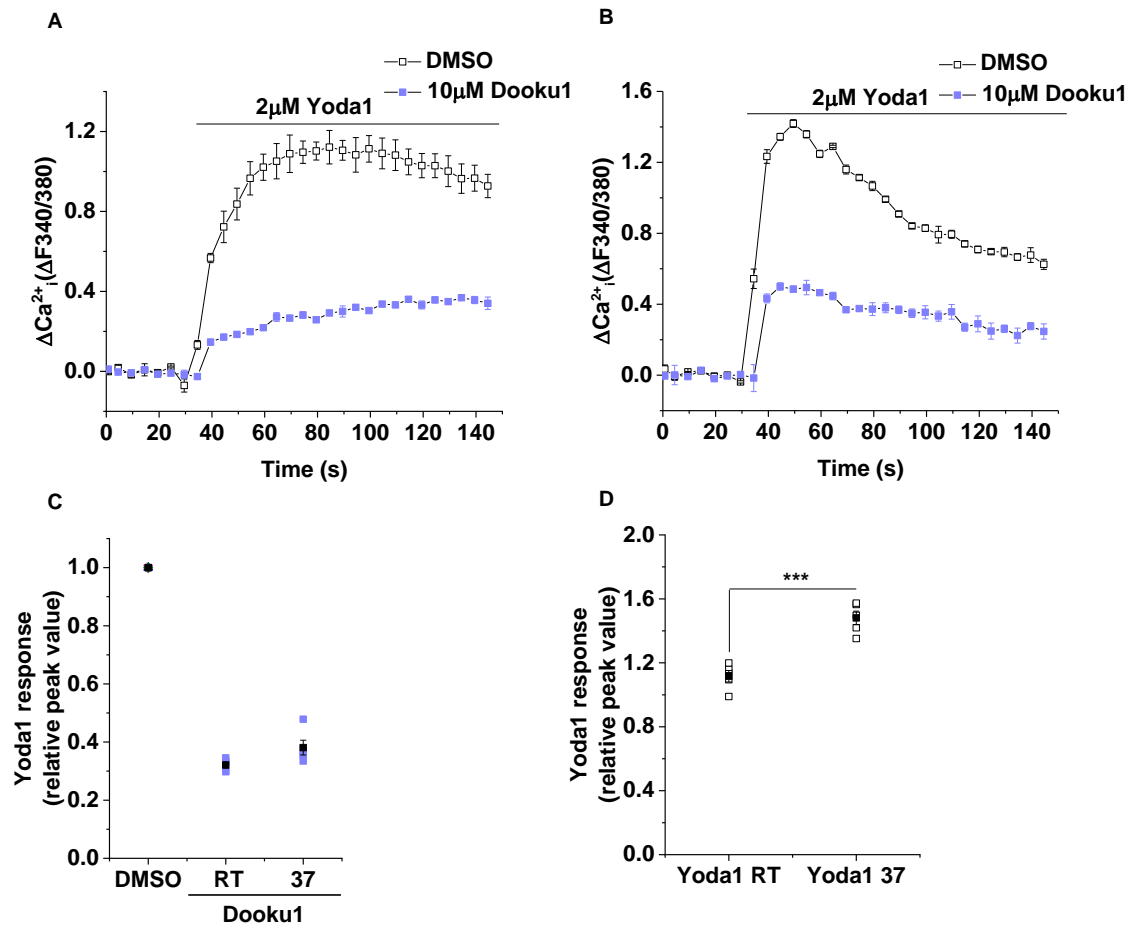 A
DMSO
10μM Dooku1
2μM Yoda1
1.2
0.8
0.4
0.0
ΔCa²⁺ᵢ(ΔF340/380)
0 20 40 60 80 100 120 140
Time (s)
B
DMSO
10μM Dooku1
2μM Yoda1
1.6
1.2
0.8
0.4
0.0
ΔCa²⁺ᵢ(ΔF340/380)
0 20 40 60 80 100 120 140
Time (s)
C
1.0
0.8
0.6
0.4
0.2
0.0
Yoda1 response
(relative peak value)
DMSO RT 37
Dooku1
D
2.0
1.6
1.2
0.8
0.4
0.0
Yoda1 response
(relative peak value)
***
Yoda1 RT Yoda1 37